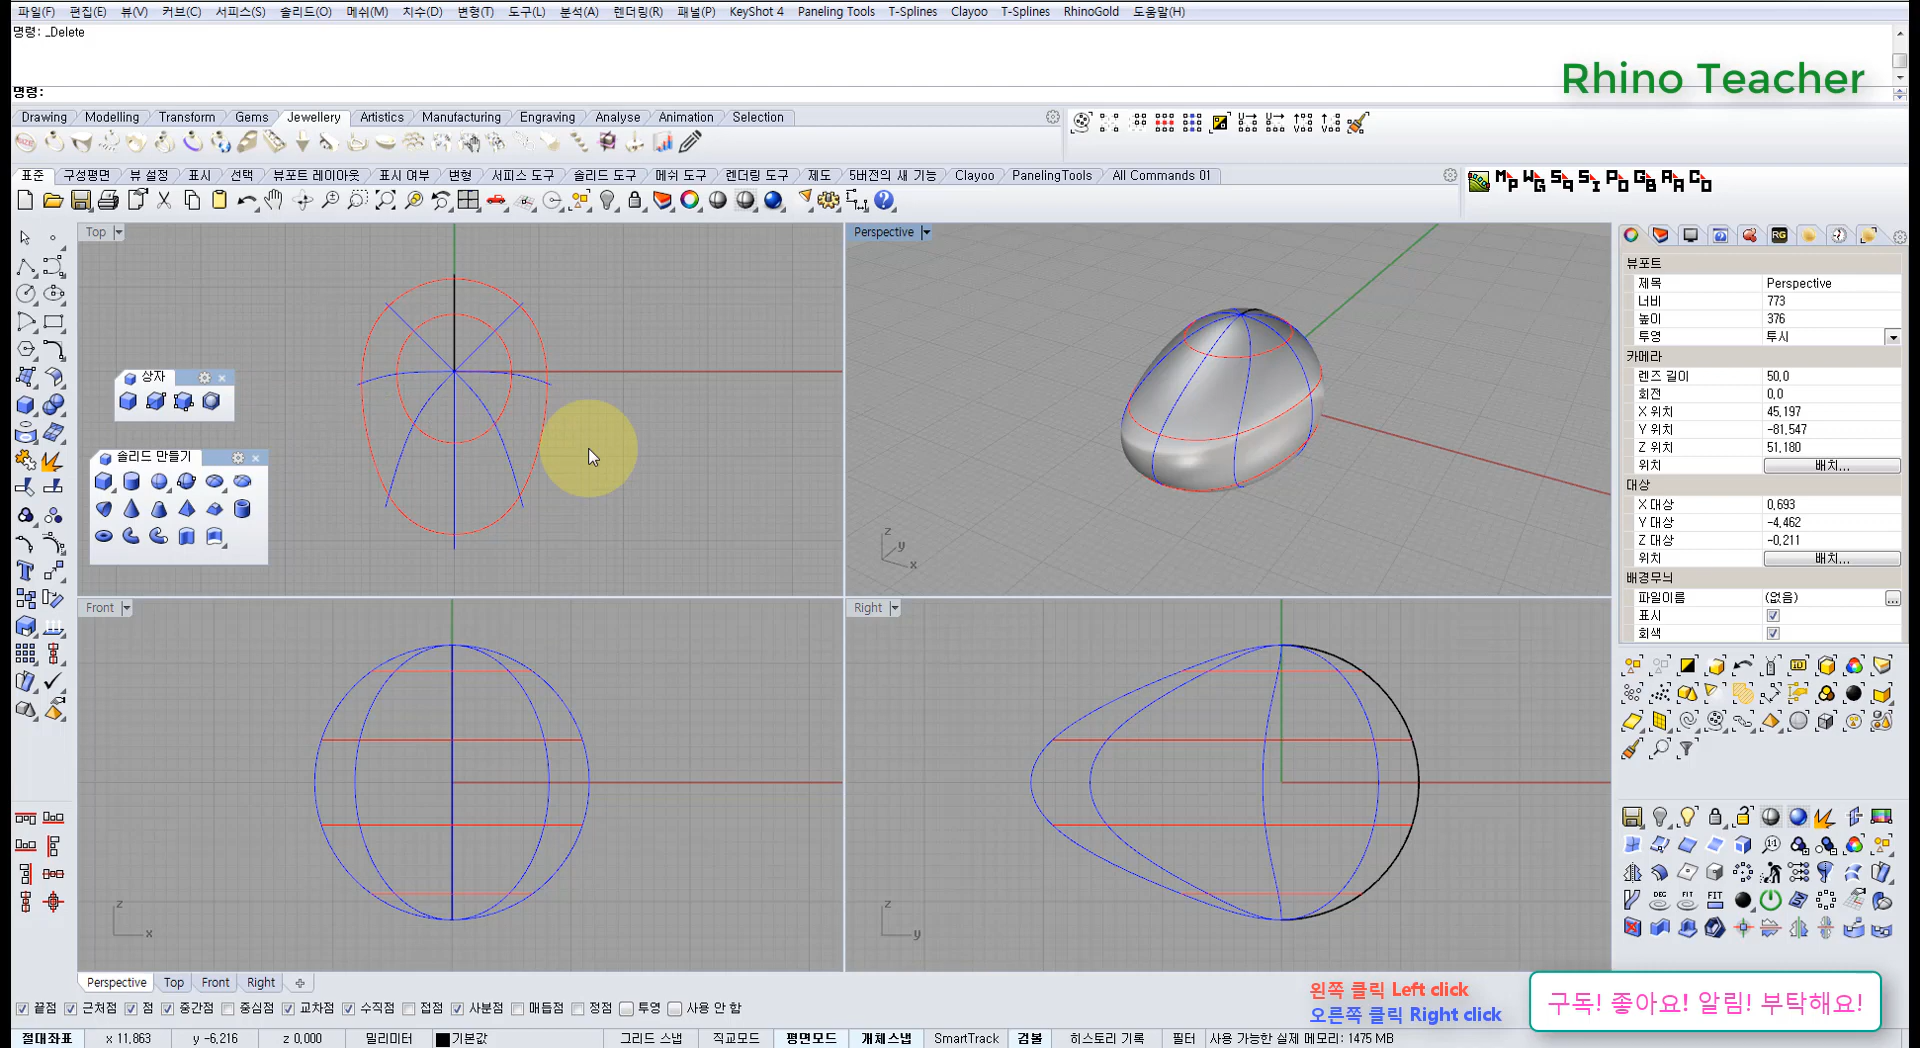 파일(F) 편집(E) 뷰(V) 커브(C) 서피스(S) 솔리드(O) 메쉬(M) 치수(D) 변형(T) 도구(L) 분석(A) 렌더링(R) 패널(P) KeyShot 4 Paneling Tools T-Splines Clayoo T-Splines RhinoGold 도움말(H)
명령: _Delete
명령:
Rhino Teacher
Drawing Modelling Transform Gems Jewellery Artistics Manufacturing Engraving Analyse Animation Selection
표준 구성평면 뷰 설정 표시 선택 뷰포트 레이아웃 표시 여부 변형 서피스 도구 솔리드 도구 메쉬 도구 렌더링 도구 제도 5버전의 새 기능 Clayoo PanelingTools All Commands 01
Top
Perspective
상자
솔리드 만들기
z
y
x
Front
Right
z
x
z
y
뷰포트
제목 Perspective
너비 773
높이 376
투영 투시
카메라
렌즈 길이 50.0
회전 0.0
X 위치 45.197
Y 위치 -81.547
Z 위치 51.180
위치 배치...
대상
X 대상 0.693
Y 대상 -4.462
Z 대상 -0.211
위치 배치...
배경무늬
파일이름 (없음) ...
표시
회색
Perspective Top Front Right
끝점 근처점 점 중간점 중심점 교차점 수직점 접점 사분점 매듭점 정점 투영 사용 안 함
왼쪽 클릭 Left click
오른쪽 클릭 Right click
구독! 좋아요! 알림! 부탁해요!
절대좌표 x 11.863 y -6.216 z 0.000 밀리미터 기본값 그리드 스냅 직교모드 평면모드 개체스냅 SmartTrack 검볼 히스토리 기록 필터 사용 가능한 실제 메모리: 1475 MB